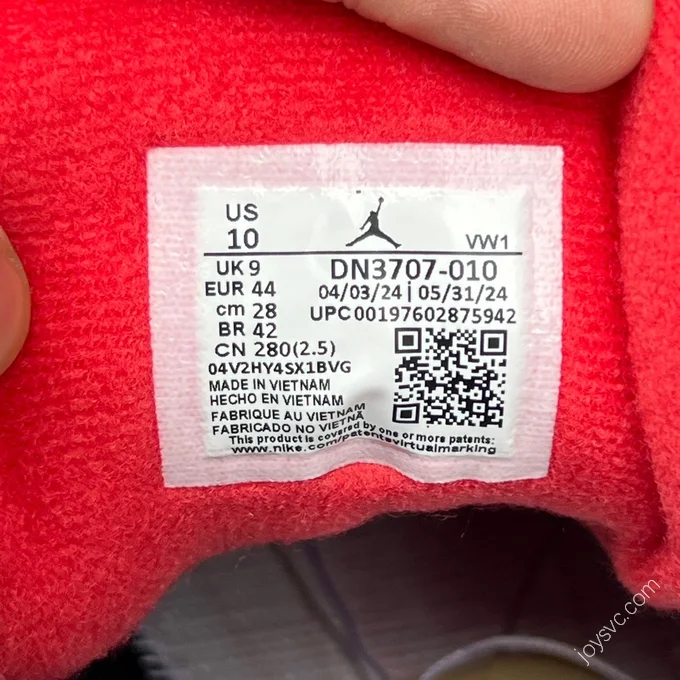 US
10
VW1
UK 9
DN3707-010
EUR 44
04/03/24 | 05/31/24
cm 28
UPC00197602875942
BR 42
CN 280(2.5)
04V2HY4SX1BVG
MADE IN VIETNAM
HECHO EN VIETNAM
FABRIQUE AU VIETNAM
FABRICADO NO VIETNÃ
This product is covered by one or more patents:
www.nike.com/patentsvirtualmarking
joysvc.com